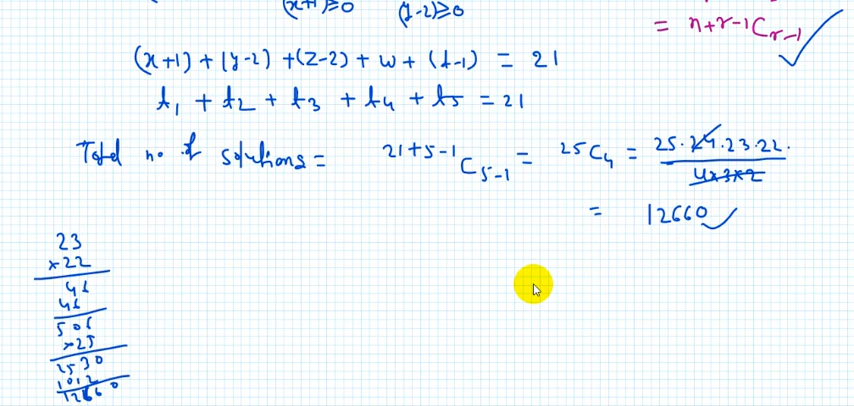 (x+1) ≥ 0 (y-2) ≥ 0
= n+r-1Cr-1
(x+1) + (y-2) + (z-2) + w + (t-1) = 21
t1 + t2 + t3 + t4 + t5 = 21
Total no. of solutions = 21+5-1C5-1 = 25C4 = 25·24·23·22. / 4×3×2
= 12660
23
×22
46
46
506
×25
2530
1012
12660